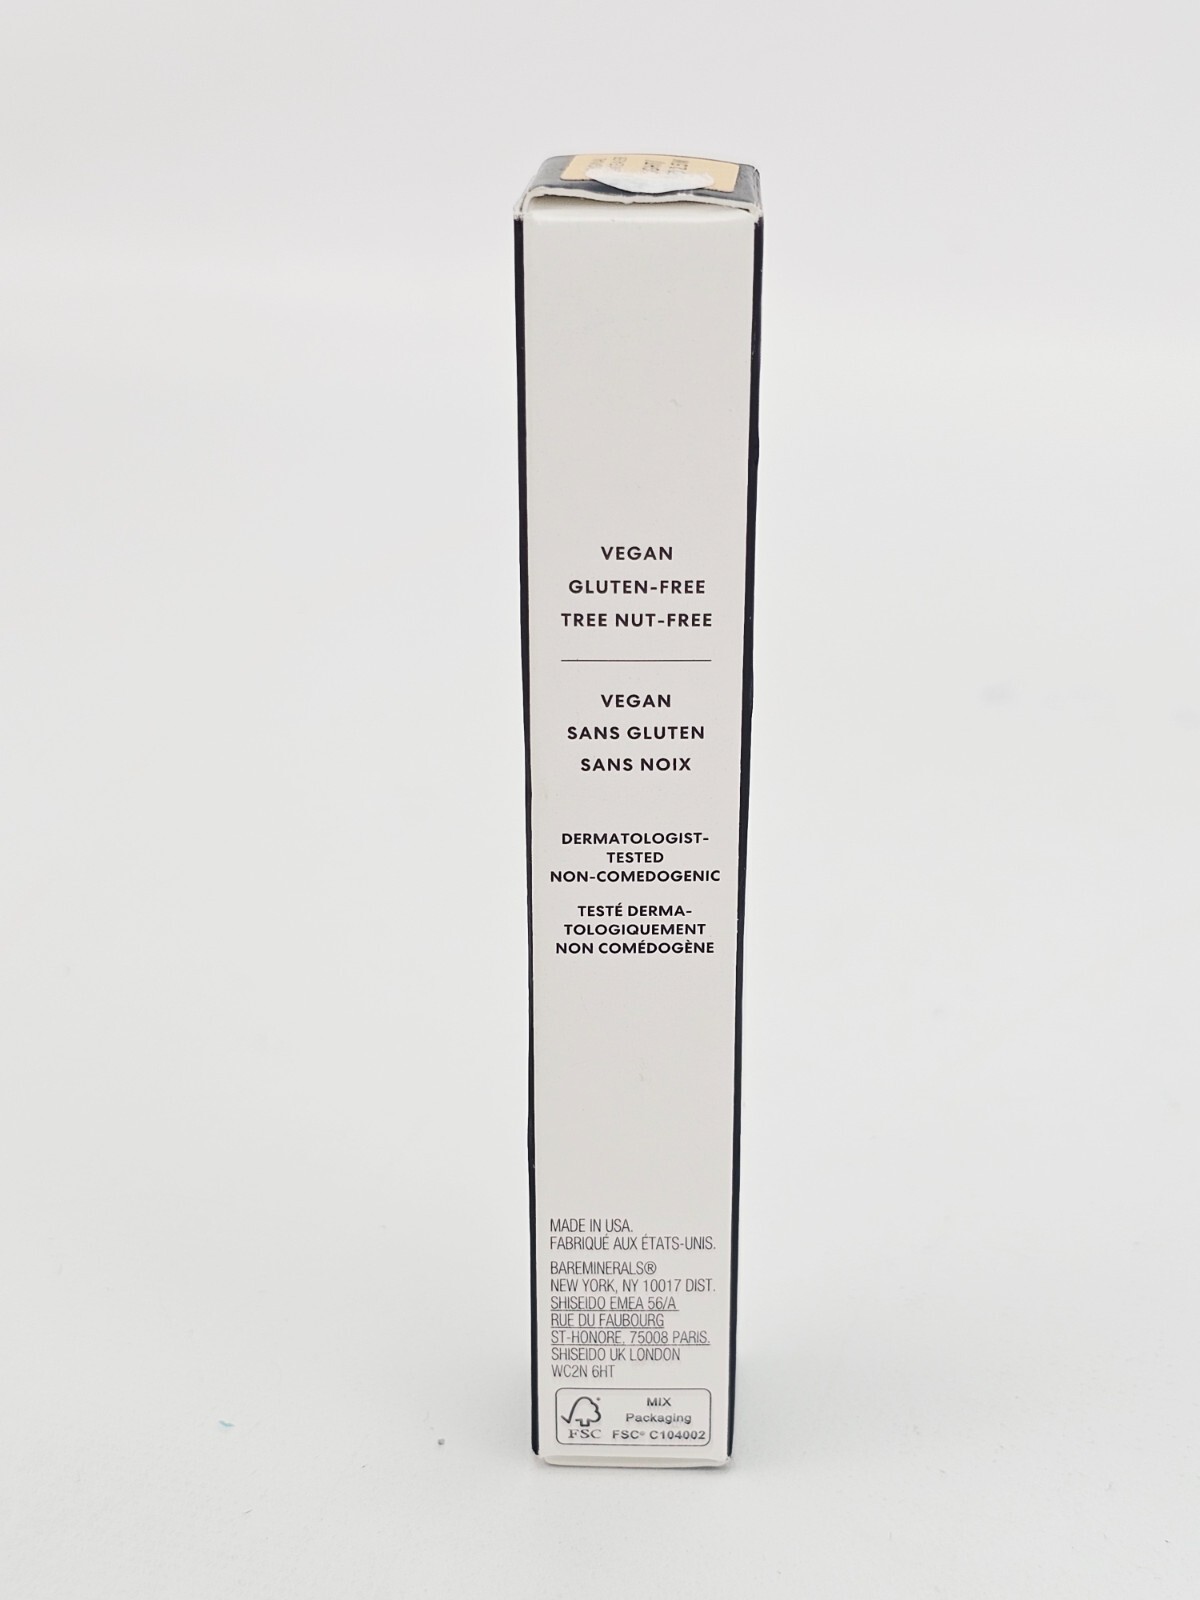 VEGAN
GLUTEN-FREE
TREE NUT-FREE
VEGAN
SANS GLUTEN
SANS NOIX
DERMATOLOGIST-
TESTED
NON-COMEDOGENIC
TESTÉ DERMA-
TOLOGIQUEMENT
NON COMÉDOGÈNE
MADE IN USA.
FABRIQUÉ AUX ÉTATS-UNIS.
BAREMINERALS®
NEW YORK, NY 10017 DIST.
SHISEIDO EMEA 56/A
RUE DU FAUBOURG
ST-HONORE, 75008 PARIS.
SHISEIDO UK LONDON
WC2N 6HT
MIX
Packaging
FSC FSC® C104002